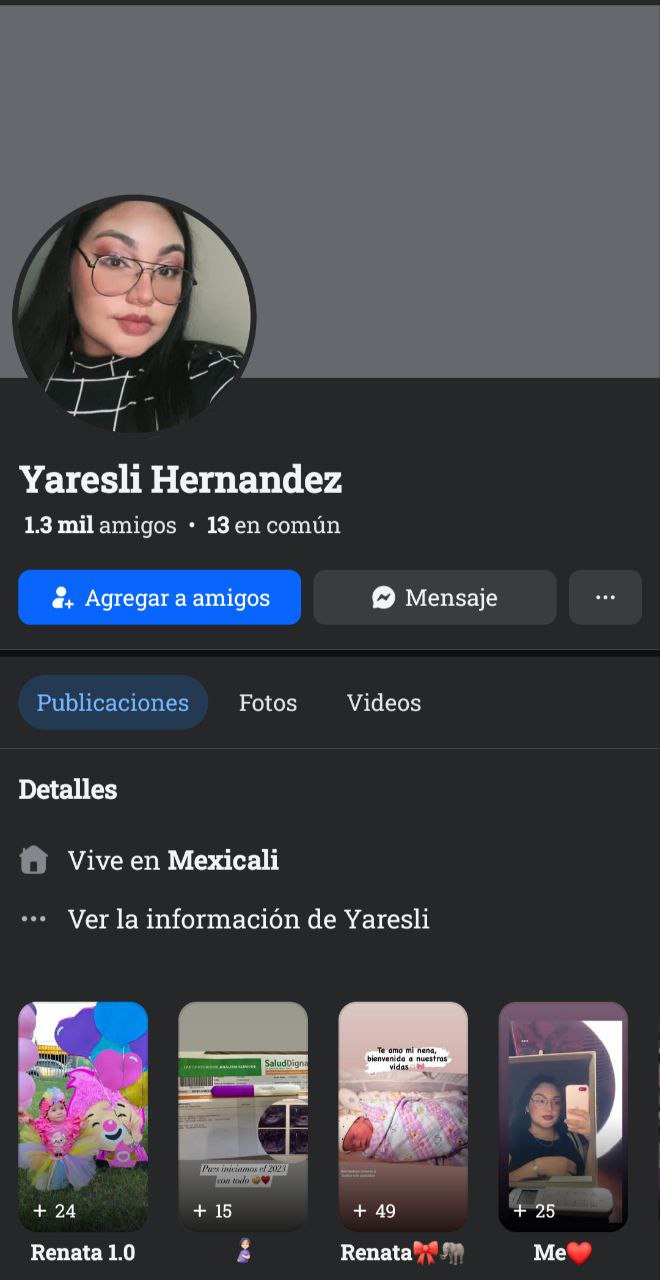 Yaresli Hernandez
1.3 mil amigos • 13 en común
Agregar a amigos
Mensaje
Publicaciones
Fotos
Videos
Detalles
Vive en Mexicali
Ver la información de Yaresli
ANÁLISIS CLÍNICOS
SaludDigna
Pues iniciamos el 2023
con todo 🤣❤️
Te amo mi nena,
bienvenida a nuestras
vidas
+ 24
+ 15
+ 49
+ 25
Renata 1.0
🤰🏻
Renata🎀🐘
Me❤️